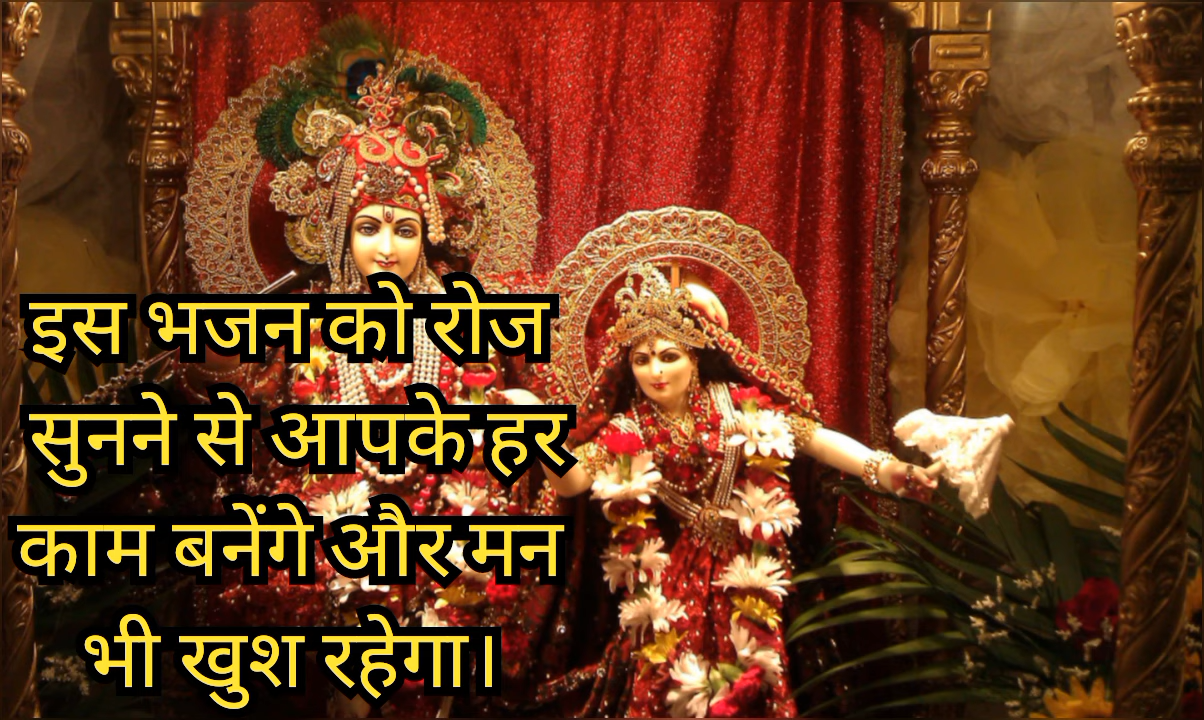 इस भजन को रोज
सुनने से आपके हर
काम बनेंगे और मन
भी खुश रहेगा।